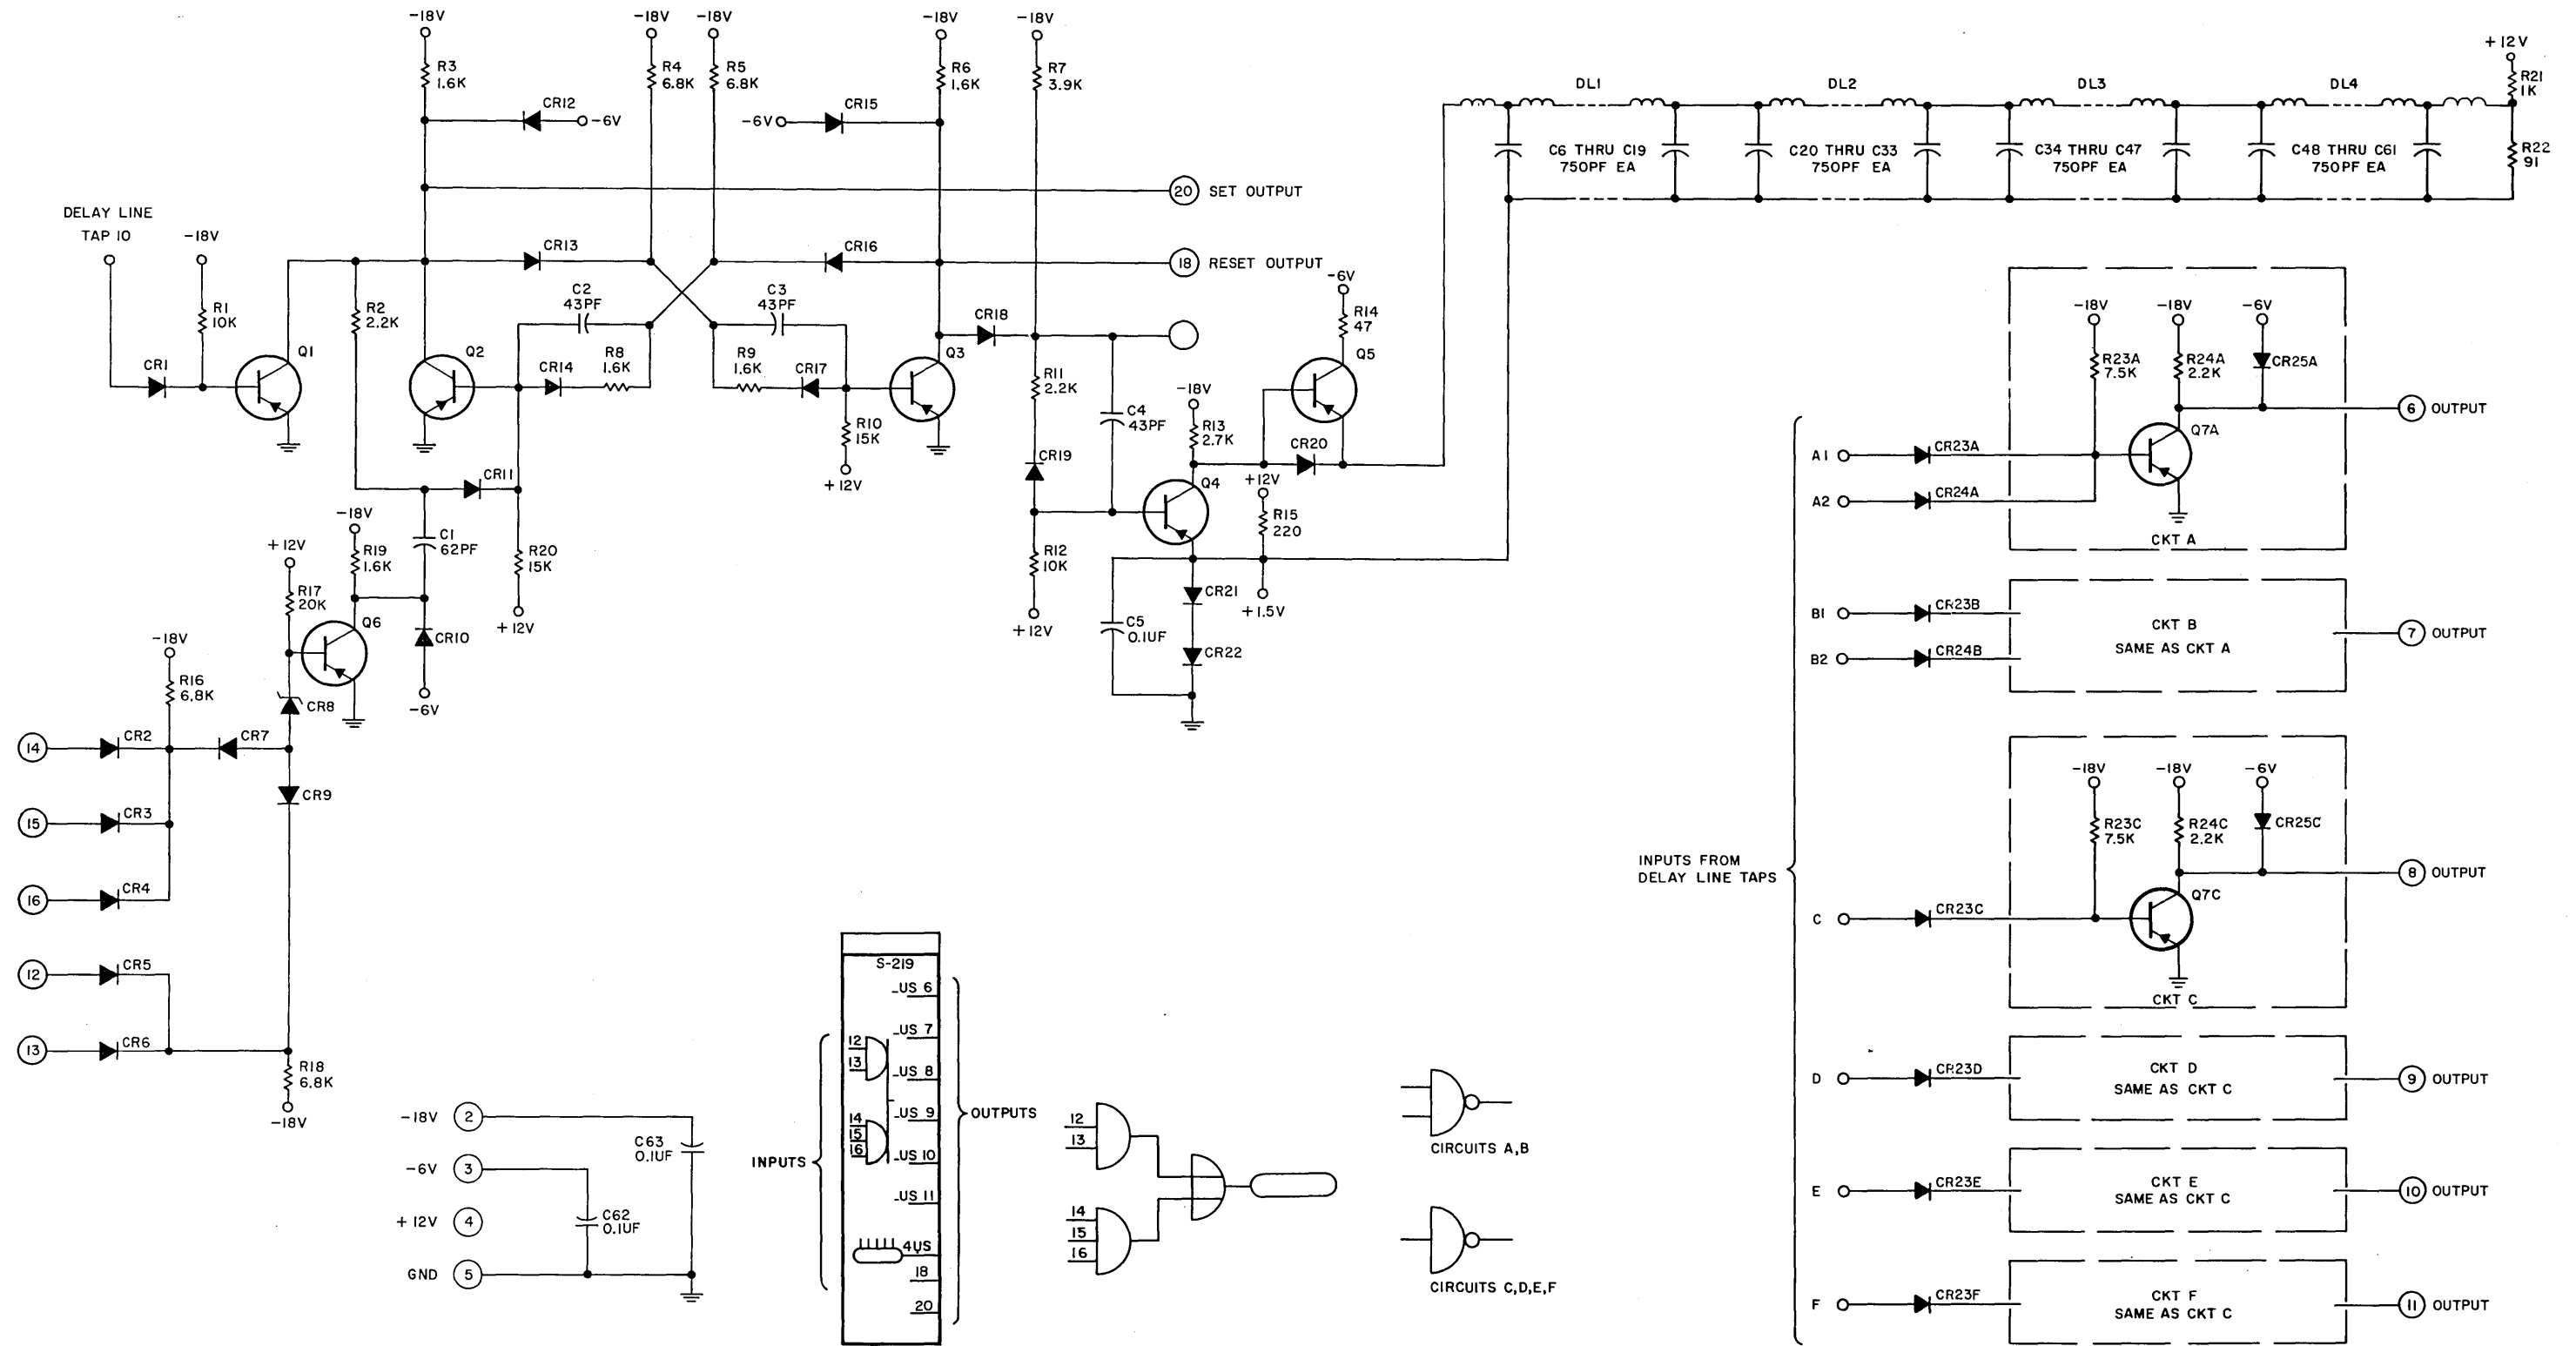 -18V
-18V
-18V
-18V
-18V
R3
1.6K
R4
6.8K
R5
6.8K
R6
1.6K
R7
3.9K
CR12
-6V
-6V
CR15
20 SET OUTPUT
DELAY LINE
TAP 10
-18V
CR13
CR16
18 RESET OUTPUT
R1
10K
R2
2.2K
C2
43PF
C3
43PF
CR18
CR1
Q1
Q2
CR14
R8
1.6K
R9
1.6K
CR17
Q3
R10
15K
+12V
R11
2.2K
C4
43PF
CR19
-6V
R14
47
Q5
-18V
R13
2.7K
CR20
Q4
+12V
R15
220
+1.5V
R12
10K
+12V
CR21
C5
0.1UF
CR22
CR11
C1
62PF
R20
15K
+12V
-18V
R19
1.6K
+12V
R17
20K
Q6
CR10
-6V
-18V
R16
6.8K
CR8
14 CR2
CR7
CR9
15 CR3
16 CR4
12 CR5
13 CR6
R18
6.8K
-18V
DL1
DL2
DL3
DL4
+12V
R21
1K
R22
91
C6 THRU C19
750PF EA
C20 THRU C33
750PF EA
C34 THRU C47
750PF EA
C48 THRU C61
750PF EA
-18V
-18V
-6V
R23A
7.5K
R24A
2.2K
CR25A
6 OUTPUT
Q7A
A1 CR23A
A2 CR24A
CKT A
B1 CR23B
B2 CR24B
CKT B
SAME AS CKT A
7 OUTPUT
-18V
-18V
-6V
R23C
7.5K
R24C
2.2K
CR25C
8 OUTPUT
Q7C
INPUTS FROM
DELAY LINE TAPS
C CR23C
CKT C
D CR23D
CKT D
SAME AS CKT C
9 OUTPUT
E CR23E
CKT E
SAME AS CKT C
10 OUTPUT
F CR23F
CKT F
SAME AS CKT C
11 OUTPUT
-18V 2
C63
0.1UF
-6V 3
C62
0.1UF
+12V 4
GND 5
S-219
_US 6
_US 7
12
13
_US 8
_US 9
14
15
16
_US 10
_US 11
4US
18
20
INPUTS
OUTPUTS
12
13
14
15
16
CIRCUITS A,B
CIRCUITS C,D,E,F